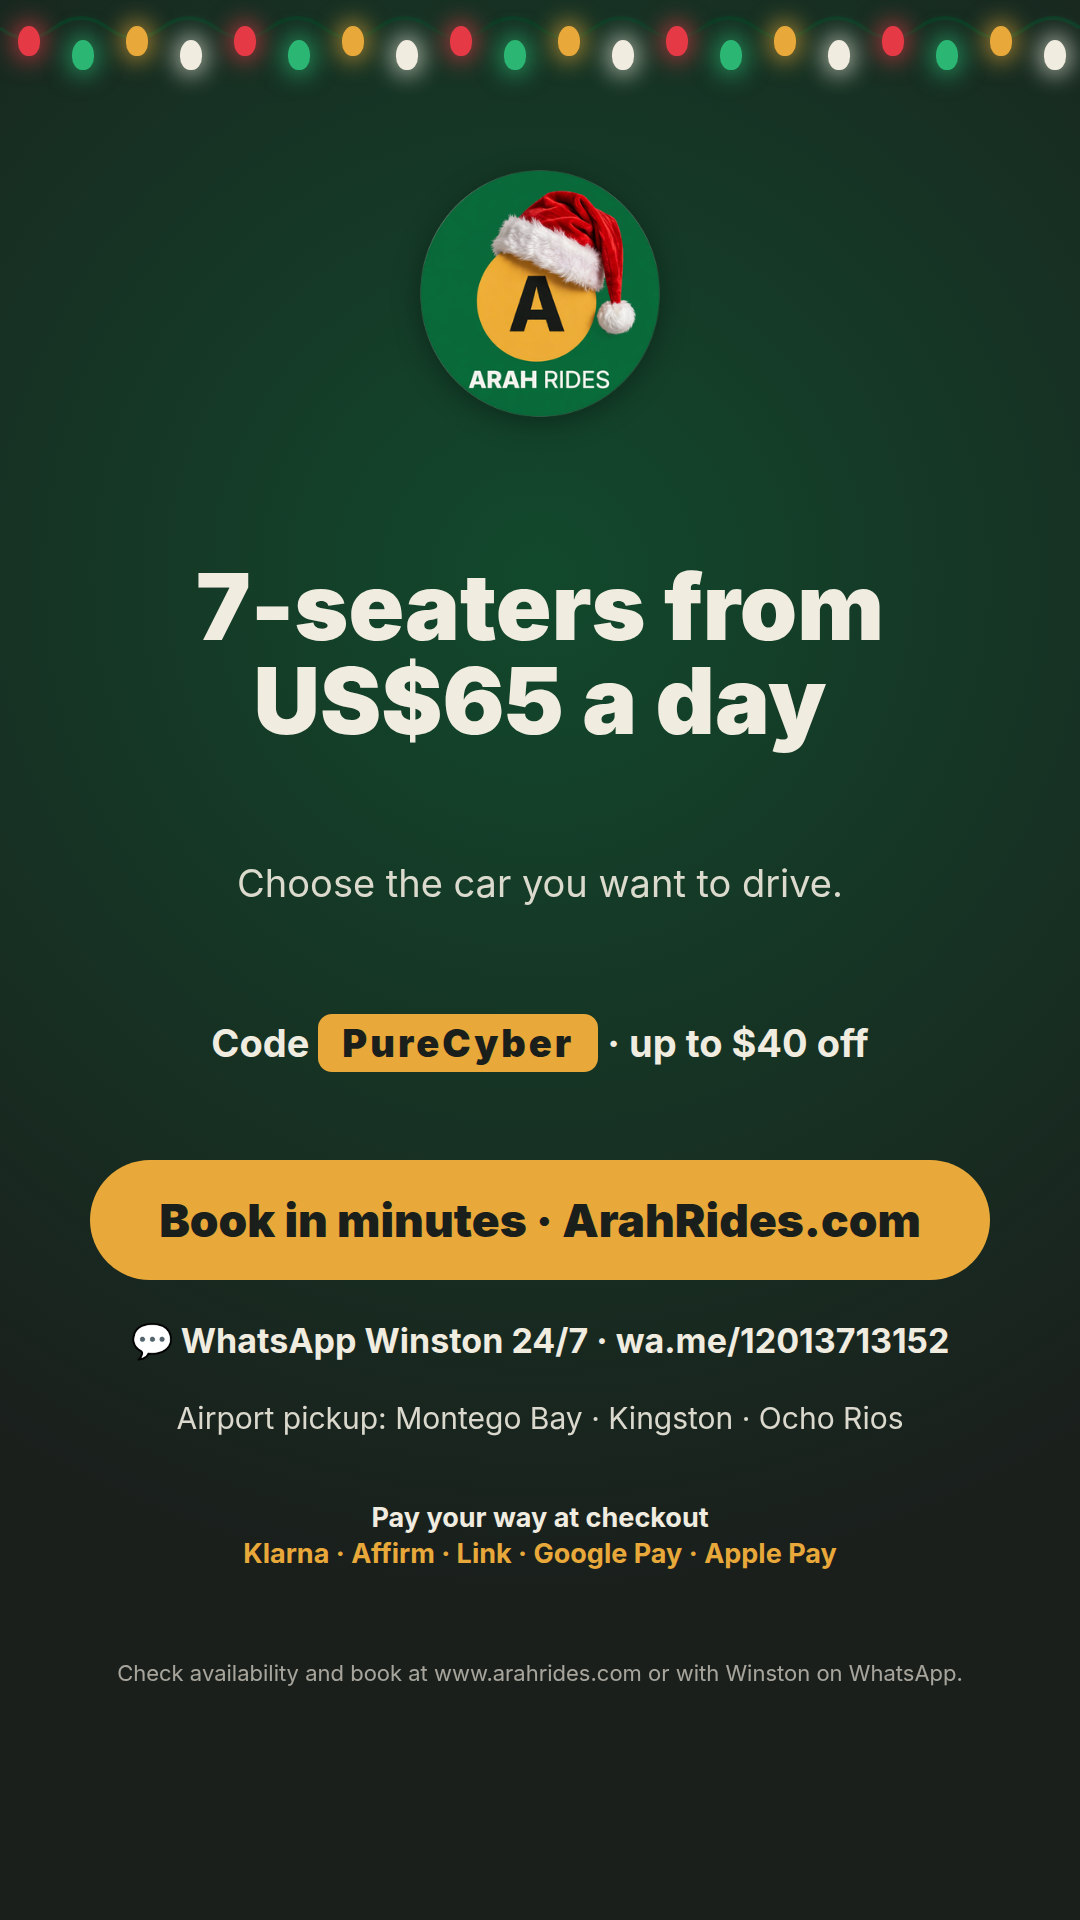 A
ARAH RIDES
7-seaters from
US$65 a day
Choose the car you want to drive.
Code PureCyber · up to $40 off
Book in minutes · ArahRides.com
💬 WhatsApp Winston 24/7 · wa.me/12013713152
Airport pickup: Montego Bay · Kingston · Ocho Rios
Pay your way at checkout
Klarna · Affirm · Link · Google Pay · Apple Pay
Check availability and book at www.arahrides.com or with Winston on WhatsApp.